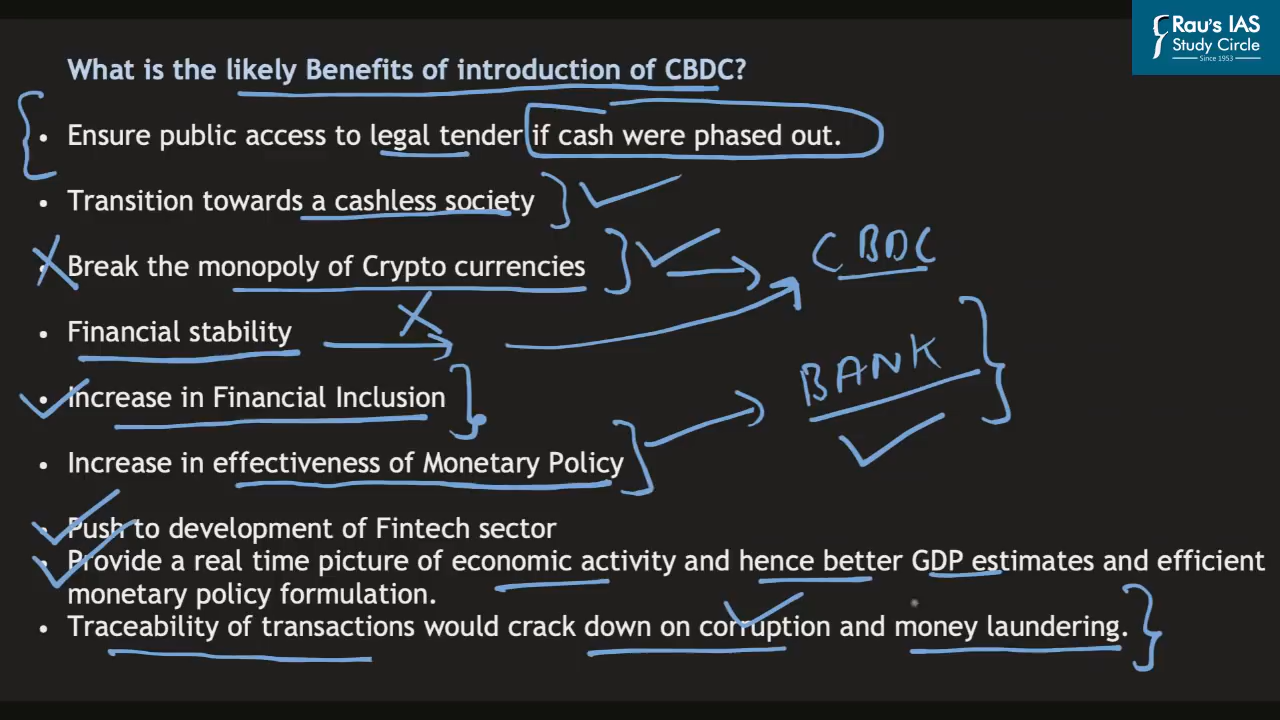 Rau's IAS
Study Circle
Since 1953
What is the likely Benefits of introduction of CBDC?
• Ensure public access to legal tender if cash were phased out.
• Transition towards a cashless society
• Break the monopoly of Crypto currencies
CBDC
• Financial stability
BANK
• Increase in Financial Inclusion
• Increase in effectiveness of Monetary Policy
• Push to development of Fintech sector
• Provide a real time picture of economic activity and hence better GDP estimates and efficient
monetary policy formulation.
• Traceability of transactions would crack down on corruption and money laundering.